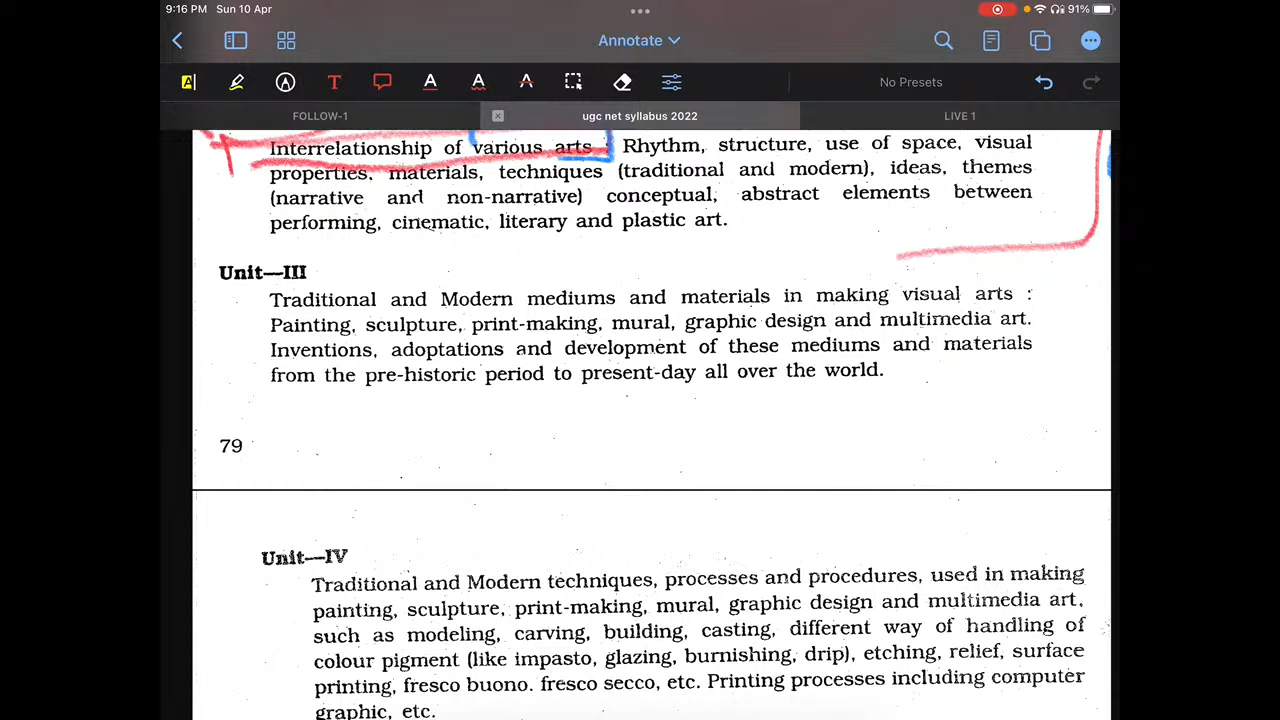 9:16 PM Sun 10 Apr
91%
Annotate
No Presets
FOLLOW-1
ugc net syllabus 2022
LIVE 1
Interrelationship of various arts : Rhythm, structure, use of space, visual
properties, materials, techniques (traditional and modern), ideas, themes
(narrative and non-narrative) conceptual, abstract elements between
performing, cinematic, literary and plastic art.
Unit—III
Traditional and Modern mediums and materials in making visual arts :
Painting, sculpture, print-making, mural, graphic design and multimedia art.
Inventions, adoptations and development of these mediums and materials
from the pre-historic period to present-day all over the world.
79
Unit—IV
Traditional and Modern techniques, processes and procedures, used in making
painting, sculpture, print-making, mural, graphic design and multimedia art,
such as modeling, carving, building, casting, different way of handling of
colour pigment (like impasto, glazing, burnishing, drip), etching, relief, surface
printing, fresco buono. fresco secco, etc. Printing processes including computer
graphic, etc.